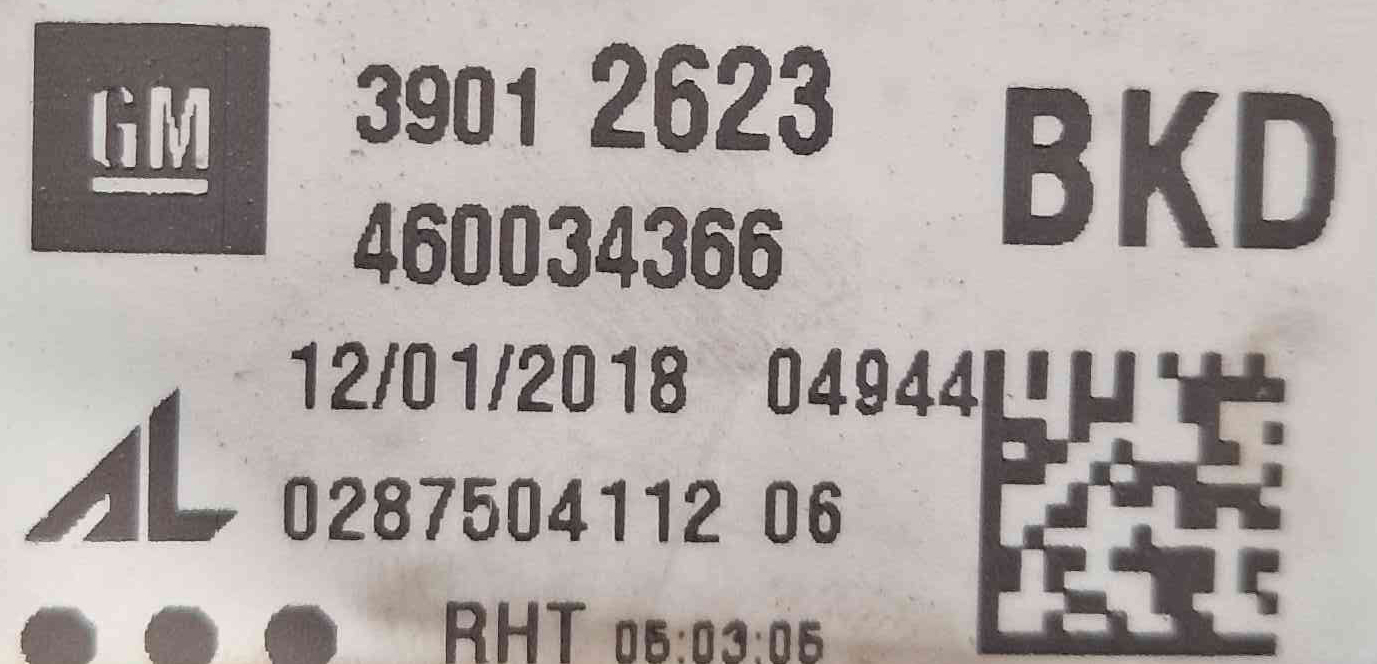 GM 3901 2623 BKD
460034366
12/01/2018 04944
AL 0287504112 06
RHT 05:03:05